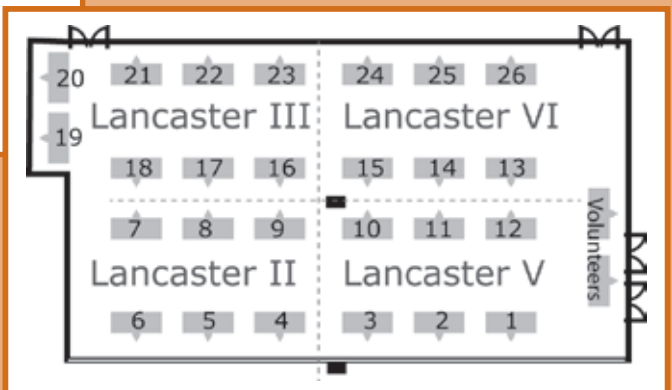 20 21 22 23 24 25 26
Lancaster III Lancaster VI
19
18 17 16 15 14 13
7 8 9 10 11 12
Volunteers
Lancaster II Lancaster V
6 5 4 3 2 1